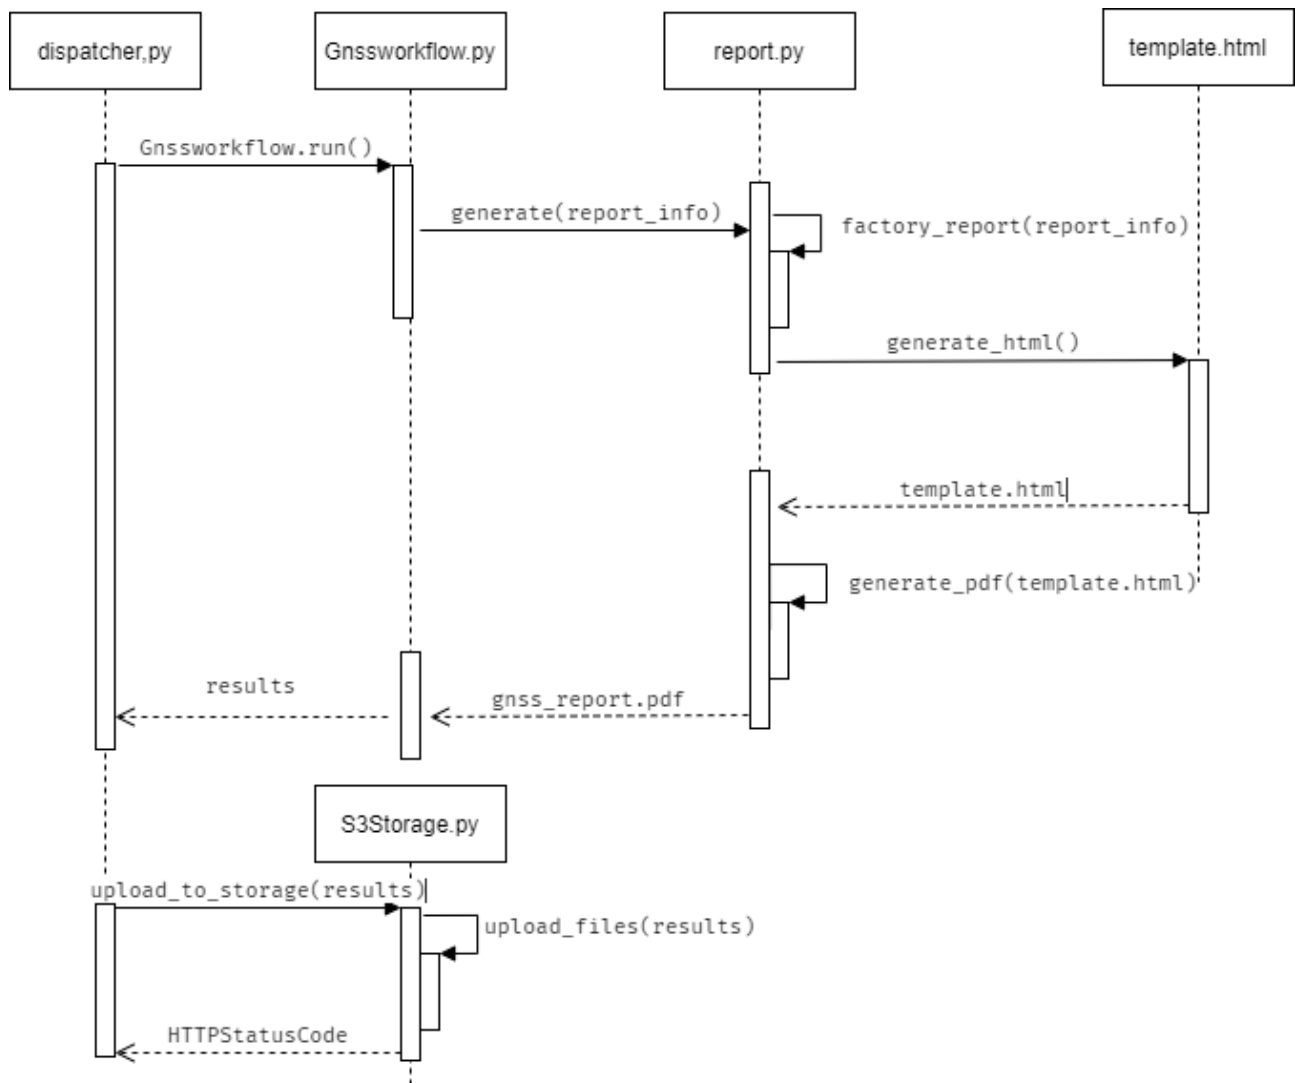 dispatcher,py
Gnssworkflow.py
report.py
template.html
Gnssworkflow.run()
generate(report_info)
factory_report(report_info)
generate_html()
template.html
generate_pdf(template.html)
results
gnss_report.pdf
S3Storage.py
upload_to_storage(results)
upload_files(results)
HTTPStatusCode